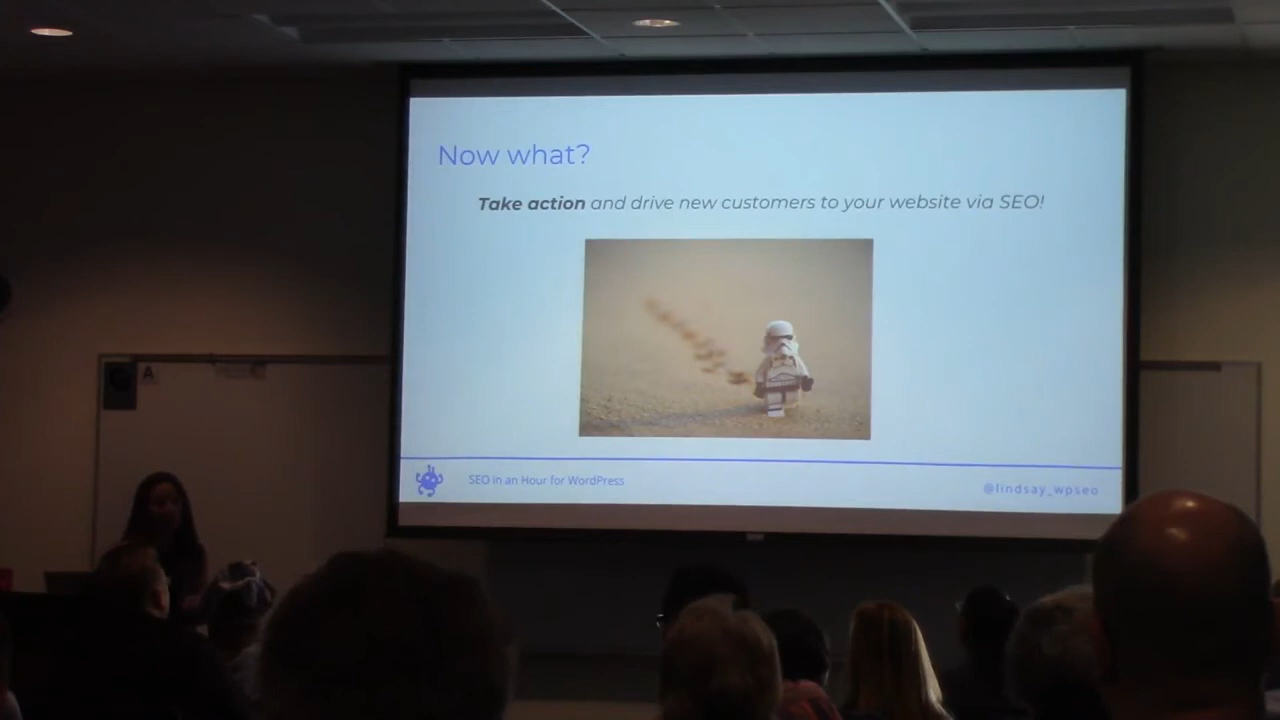 Now what?
Take action and drive new customers to your website via SEO!
SEO in an Hour for WordPress
@lindsay_wpseo
A